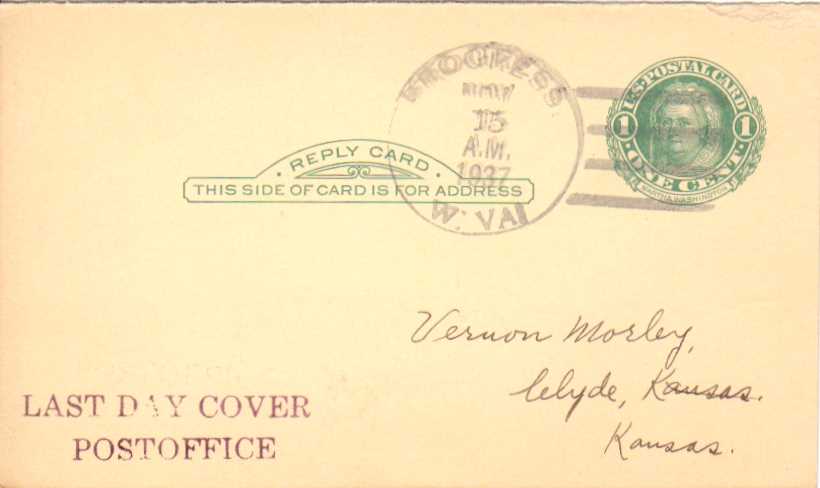 PROGRESS
NOV
15
A.M.
1937
W. VA
U.S. POSTAL CARD
1 1
ONE CENT
MARTHA WASHINGTON
REPLY CARD
THIS SIDE OF CARD IS FOR ADDRESS
Vernon Morley,
Clyde, Kansas.
Kansas.
LAST DAY COVER
POSTOFFICE